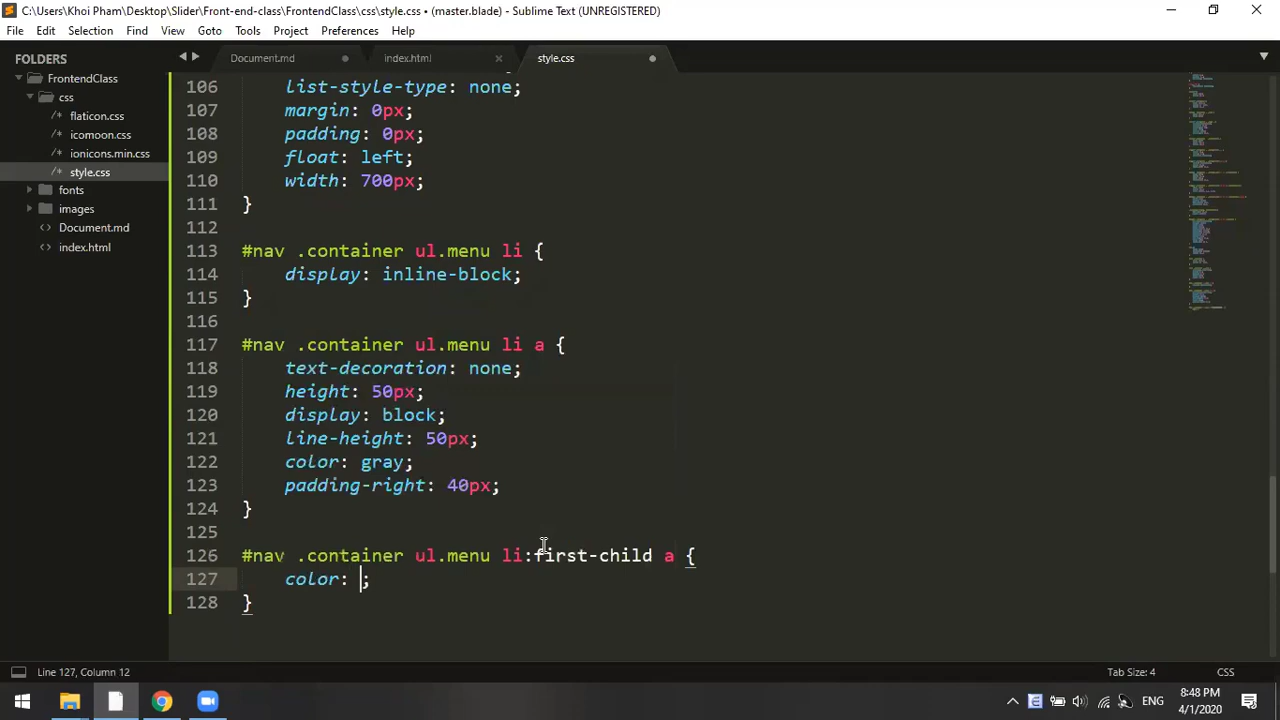 C:\Users\Khoi Pham\Desktop\Slider\Front-end-class\FrontendClass\css\style.css • (master.blade) - Sublime Text (UNREGISTERED)
File Edit Selection Find View Goto Tools Project Preferences Help
FOLDERS
FrontendClass
css
/* flaticon.css
/* icomoon.css
/* ionicons.min.css
/* style.css
fonts
images
<> Document.md
<> index.html
Document.md index.html style.css
106 list-style-type: none;
107 margin: 0px;
108 padding: 0px;
109 float: left;
110 width: 700px;
111 }
112
113 #nav .container ul.menu li {
114 display: inline-block;
115 }
116
117 #nav .container ul.menu li a {
118 text-decoration: none;
119 height: 50px;
120 display: block;
121 line-height: 50px;
122 color: gray;
123 padding-right: 40px;
124 }
125
126 #nav .container ul.menu li:first-child a {
127 color: ;
128 }
Line 127, Column 12 Tab Size: 4 CSS
ENG 8:48 PM
4/1/2020